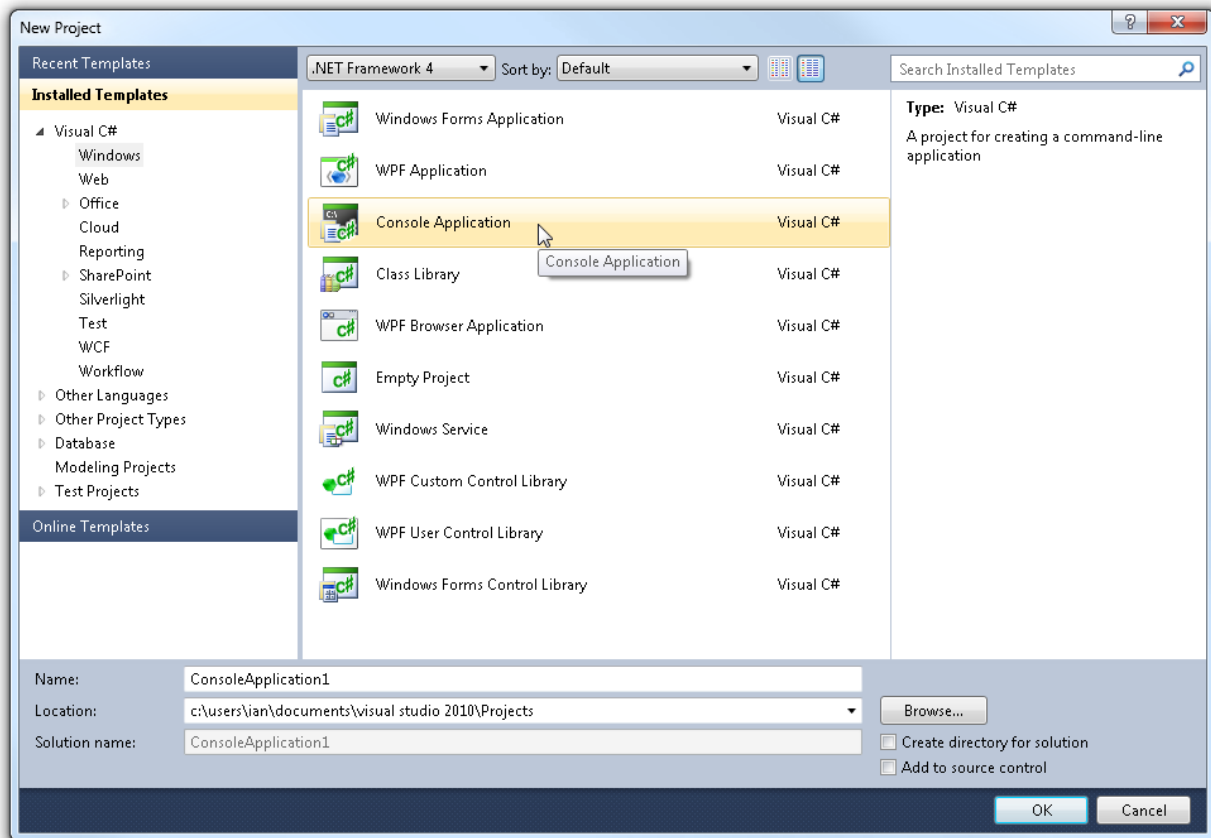 New Project
Recent Templates
Installed Templates
Visual C#
Windows
Web
Office
Cloud
Reporting
SharePoint
Silverlight
Test
WCF
Workflow
Other Languages
Other Project Types
Database
Modeling Projects
Test Projects
Online Templates
.NET Framework 4
Sort by: Default
Windows Forms Application Visual C#
WPF Application Visual C#
Console Application Visual C#
Console Application
Class Library Visual C#
WPF Browser Application Visual C#
Empty Project Visual C#
Windows Service Visual C#
WPF Custom Control Library Visual C#
WPF User Control Library Visual C#
Windows Forms Control Library Visual C#
Search Installed Templates
Type: Visual C#
A project for creating a command-line
application
Name: ConsoleApplication1
Location: c:\users\ian\documents\visual studio 2010\Projects
Browse...
Solution name: ConsoleApplication1
Create directory for solution
Add to source control
OK
Cancel